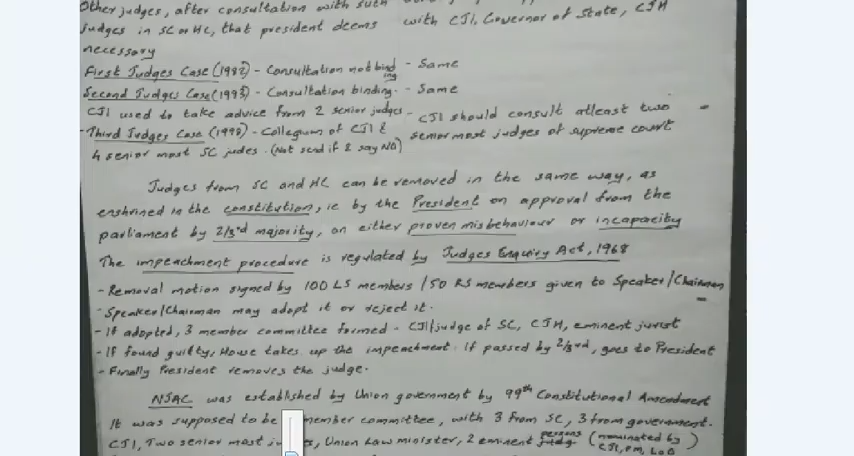 Other judges, after consultation with such
judges in SC or HC, that president deems
necessary
with CJI, Governor of State, CJH
First Judges Case (1982) - Consultation not binding - Same
Second Judges Case (1993) - Consultation binding. - Same
CJI used to take advice from 2 senior judges - CJI should consult atleast two
seniormost judges of supreme court
- Third Judges Case (1998) - Collegium of CJI &
4 senior most SC judes. (Not send if 2 say NO)
Judges from SC and HC can be removed in the same way, as
enshrined in the constitution, ie by the President on approval from the
parliament by 2/3rd majority, on either proven misbehaviour or incapacity
The impeachment procedure is regulated by Judges Enquiry Act, 1968
- Removal motion signed by 100 LS members / 50 RS members given to Speaker/Chairman
- Speaker/Chairman may adopt it or reject it.
- If adopted, 3 member committee formed - CJI/judge of SC, CJH, eminent jurist
- If found guilty, House takes up the impeachment. If passed by 2/3rd, goes to President
- Finally President removes the judge.
NJAC was established by Union government by 99th Constitutional Amendment
It was supposed to be member committee, with 3 from SC, 3 from government.
CJI, Two senior most Union Law minister, 2 eminent persons (nominated by)
CJI, PM, LoO